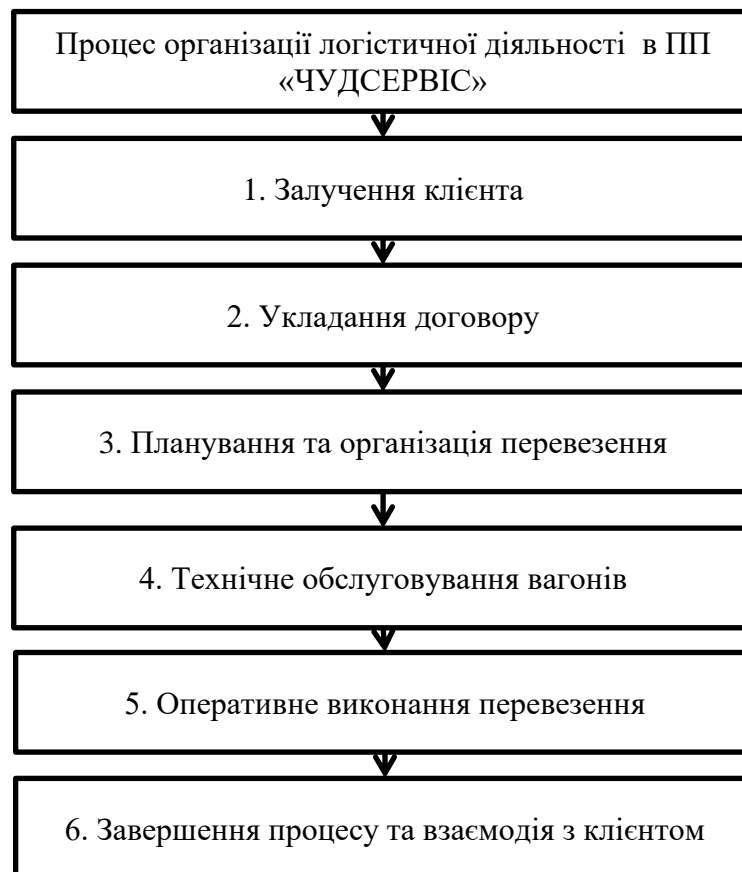 Процес організації логістичної діяльності в ПП
«ЧУДСЕРВІС»
1. Залучення клієнта
2. Укладання договору
3. Планування та організація перевезення
4. Технічне обслуговування вагонів
5. Оперативне виконання перевезення
6. Завершення процесу та взаємодія з клієнтом